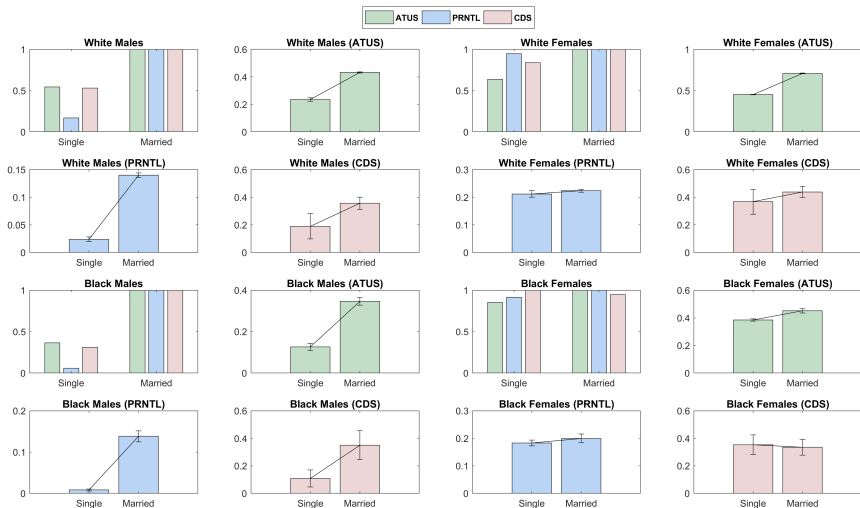 ATUS PRNTL CDS
White Males
1
0.5
0
Single Married
White Males (ATUS)
0.6
0.4
0.2
0
Single Married
White Females
1
0.5
0
Single Married
White Females (ATUS)
1
0.5
0
Single Married
White Males (PRNTL)
0.15
0.1
0.05
0
Single Married
White Males (CDS)
0.6
0.4
0.2
0
Single Married
White Females (PRNTL)
0.3
0.2
0.1
0
Single Married
White Females (CDS)
0.6
0.4
0.2
0
Single Married
Black Males
1
0.5
0
Single Married
Black Males (ATUS)
0.4
0.2
0
Single Married
Black Females
1
0.5
0
Single Married
Black Females (ATUS)
0.6
0.4
0.2
0
Single Married
Black Males (PRNTL)
0.2
0.1
0
Single Married
Black Males (CDS)
0.6
0.4
0.2
0
Single Married
Black Females (PRNTL)
0.3
0.2
0.1
0
Single Married
Black Females (CDS)
0.6
0.4
0.2
0
Single Married